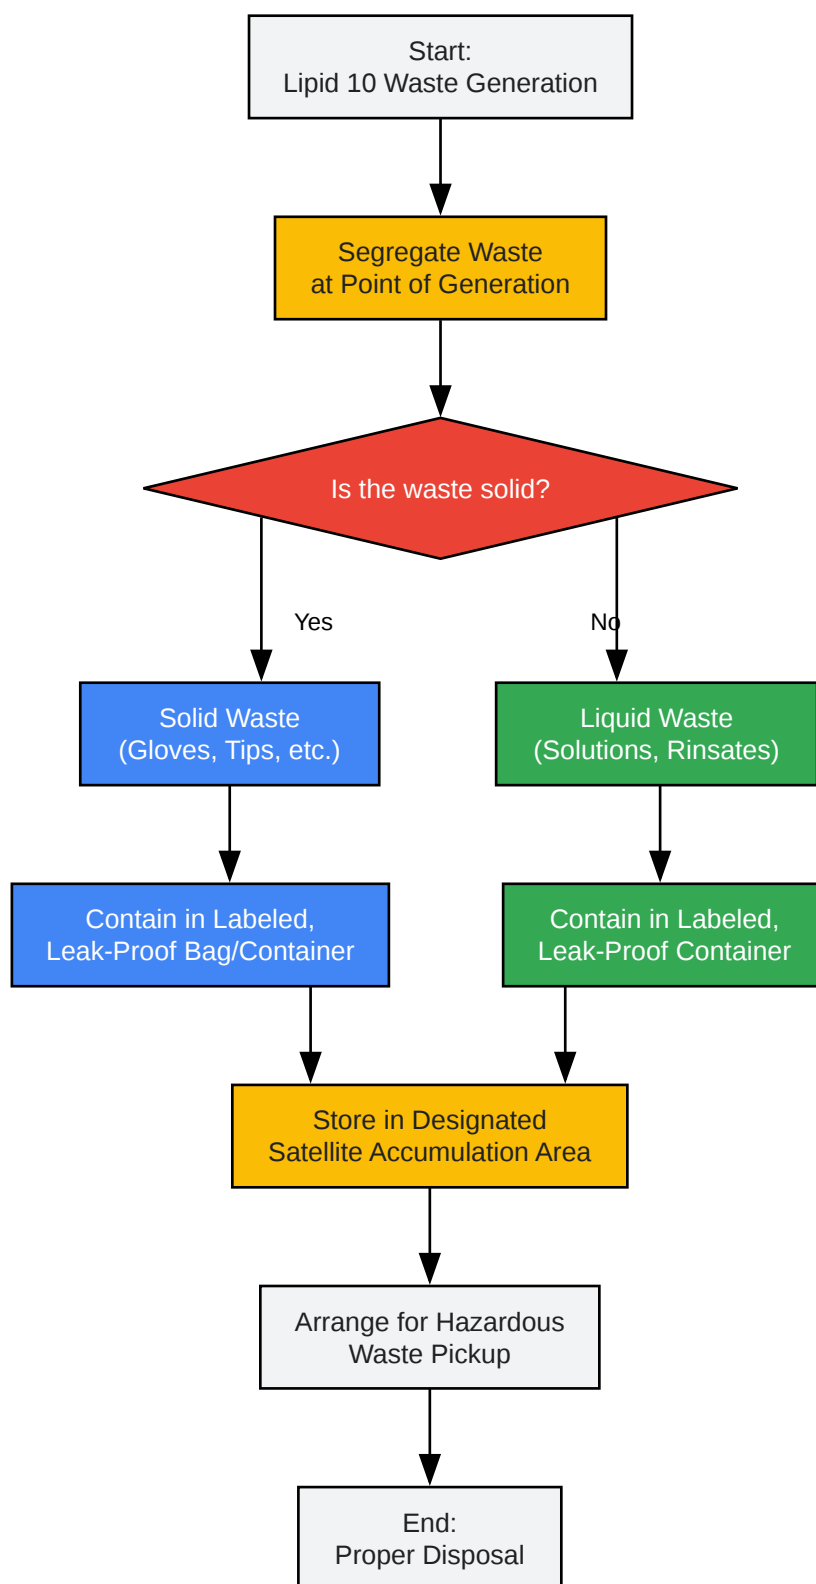 Start:
Lipid 10 Waste Generation
Segregate Waste
at Point of Generation
Is the waste solid?
Yes
No
Solid Waste
(Gloves, Tips, etc.)
Liquid Waste
(Solutions, Rinsates)
Contain in Labeled,
Leak-Proof Bag/Container
Contain in Labeled,
Leak-Proof Container
Store in Designated
Satellite Accumulation Area
Arrange for Hazardous
Waste Pickup
End:
Proper Disposal